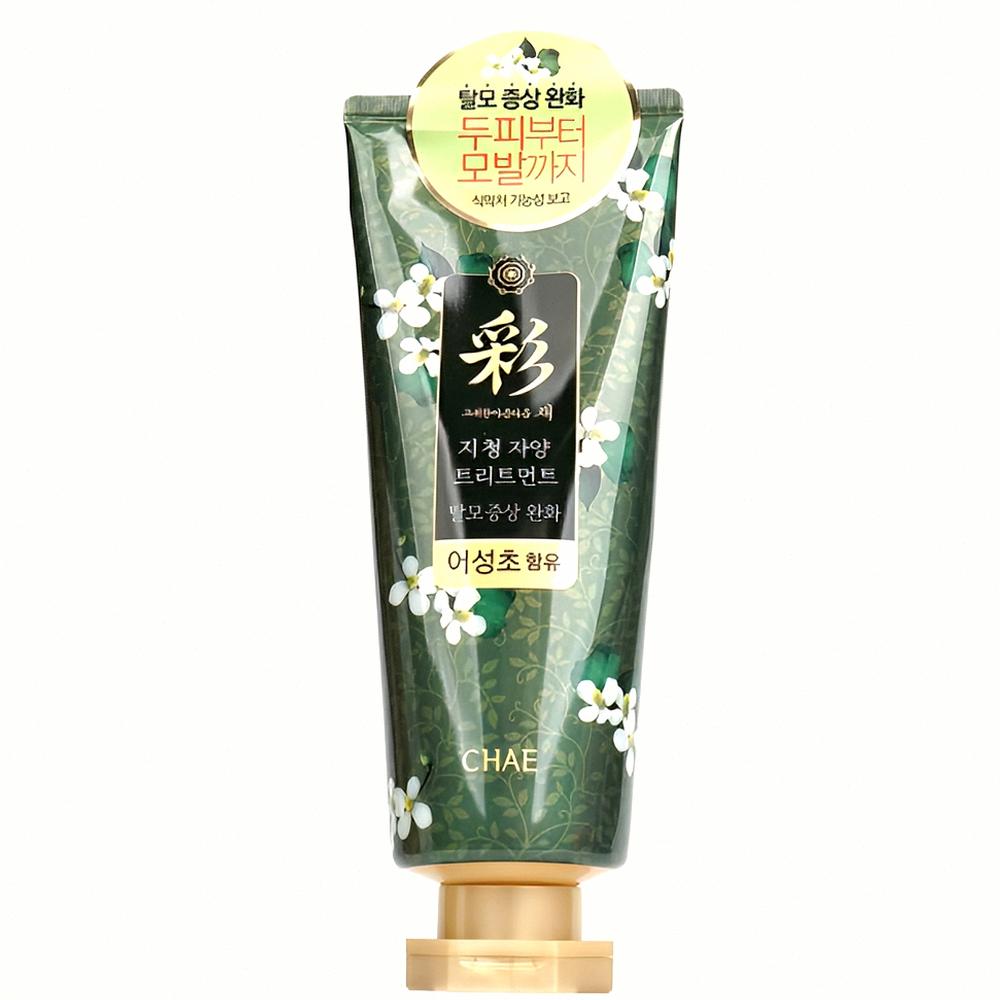 탈모 증상 완화
두피부터
모발까지
식약처 기능성 보고
彩
채
지청 자양
트리트먼트
탈모증상 완화
어성초 함유
CHAE